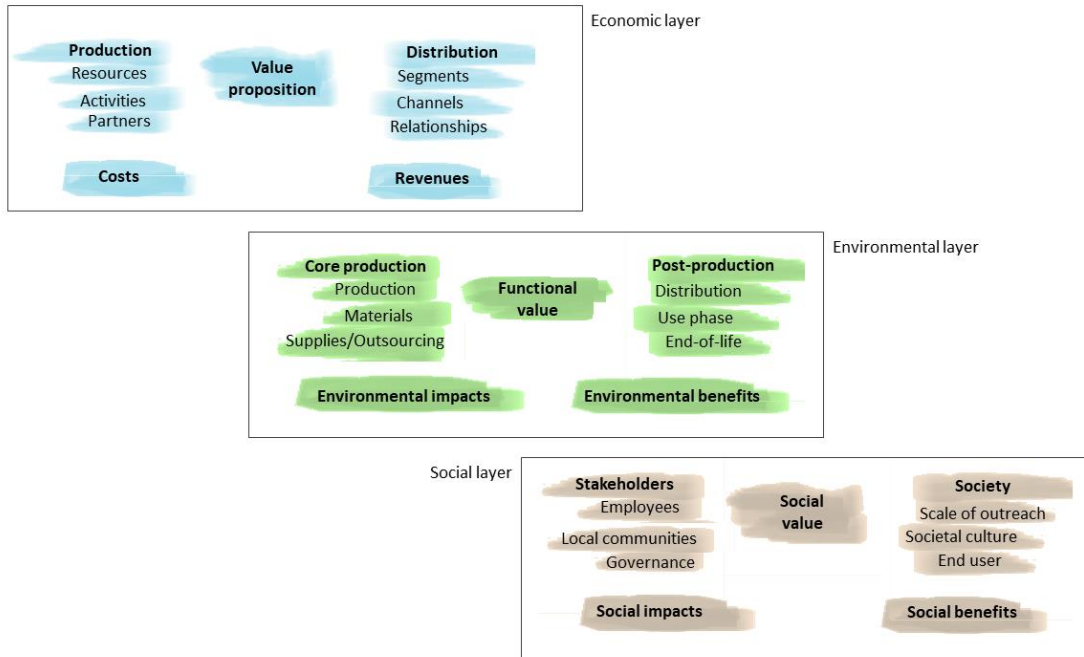 Economic layer
Production
Resources
Activities
Partners
Value
proposition
Distribution
Segments
Channels
Relationships
Costs
Revenues
Environmental layer
Core production
Production
Materials
Supplies/Outsourcing
Functional
value
Post-production
Distribution
Use phase
End-of-life
Environmental impacts
Environmental benefits
Social layer
Stakeholders
Employees
Local communities
Governance
Social
value
Society
Scale of outreach
Societal culture
End user
Social impacts
Social benefits